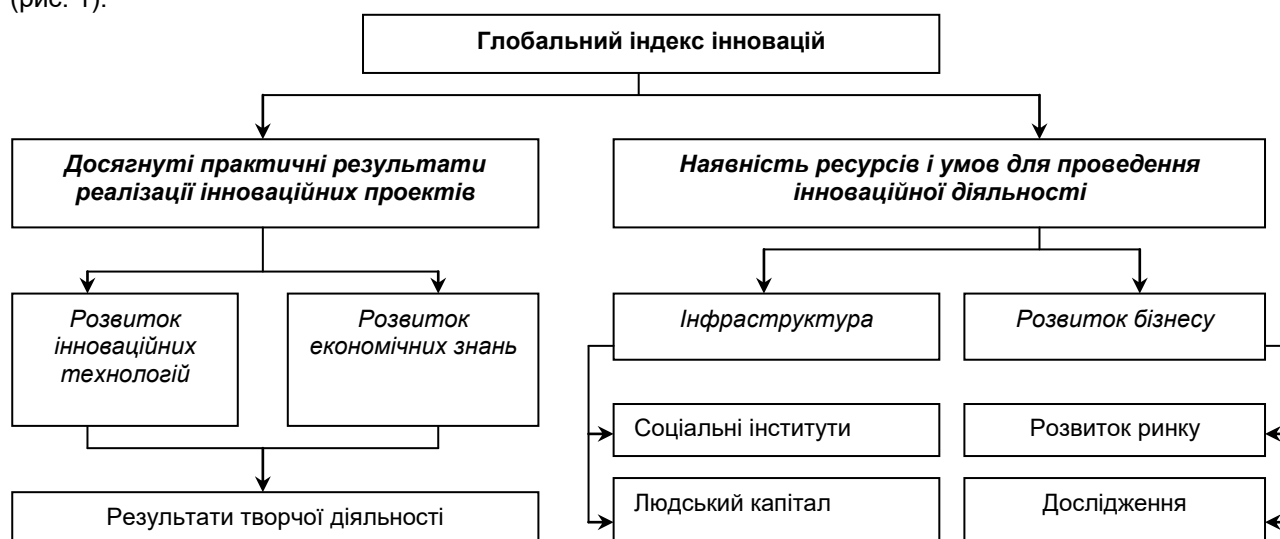 (рис. 1).
Глобальний індекс інновацій
Досягнуті практичні результати
реалізації інноваційних проектів
Наявність ресурсів і умов для проведення
інноваційної діяльності
Розвиток
інноваційних
технологій
Розвиток
економічних знань
Інфраструктура
Розвиток бізнесу
Соціальні інститути
Розвиток ринку
Результати творчої діяльності
Людський капітал
Дослідження